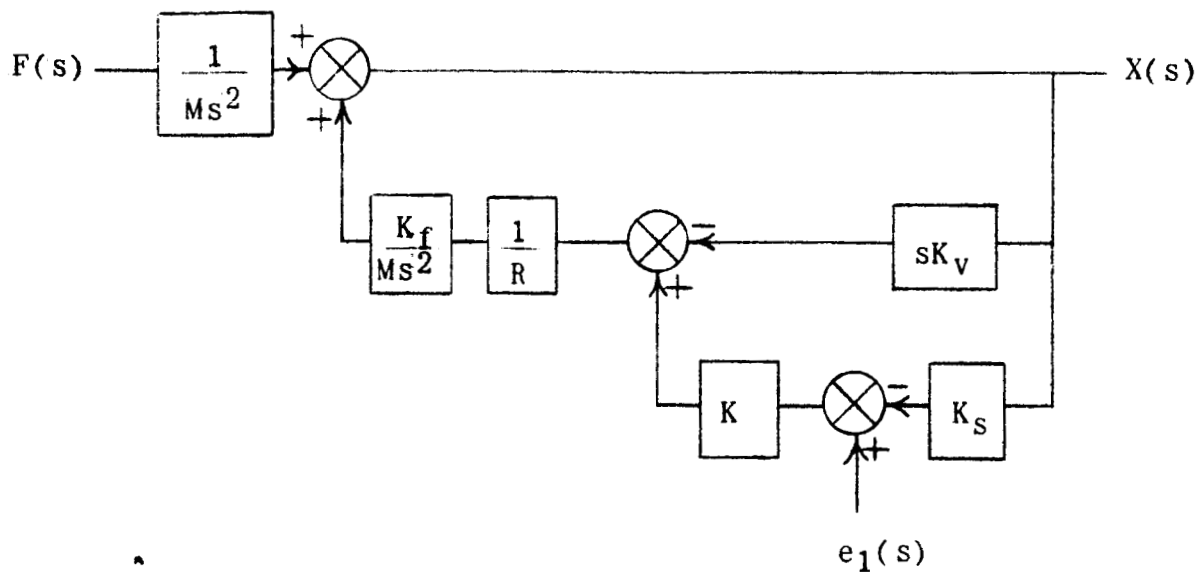 F(s)
1
Ms²
+
+
X(s)
K_f
Ms²
1
R
−
+
sK_v
K
−
+
K_s
e₁(s)